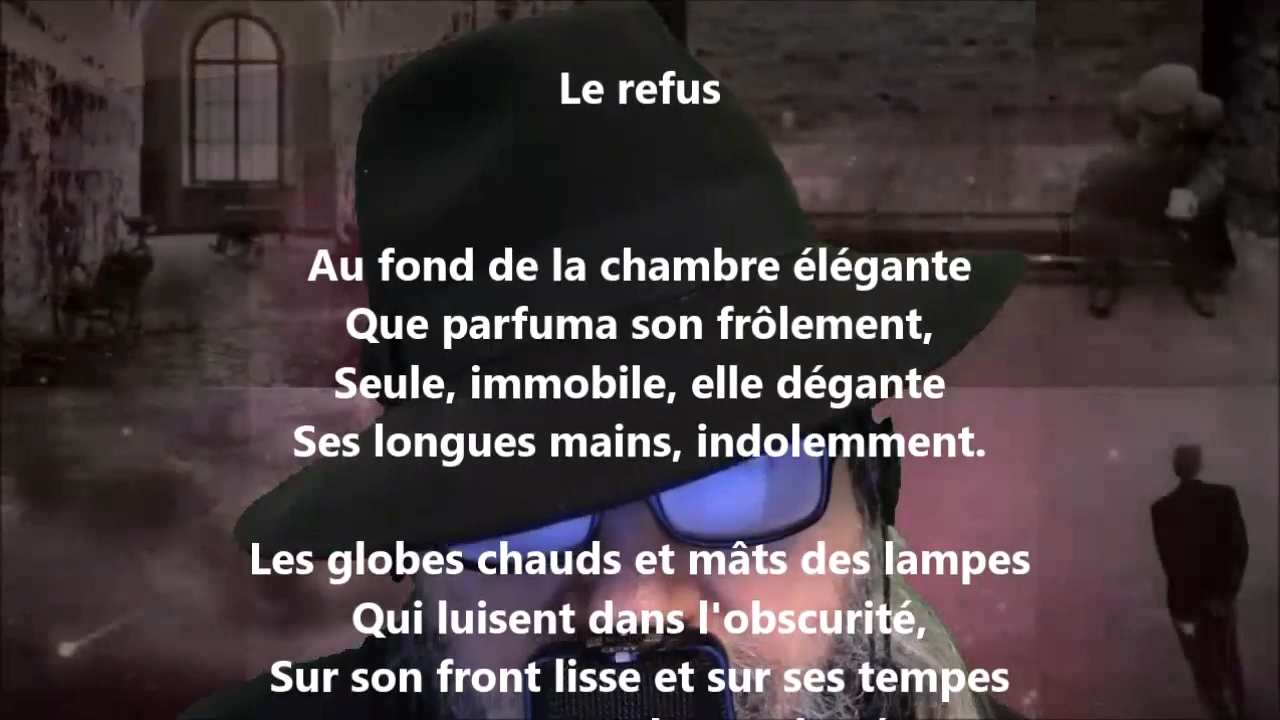 Le refus
Au fond de la chambre élégante
Que parfuma son frôlement,
Seule, immobile, elle dégante
Ses longues mains, indolemment.
Les globes chauds et mâts des lampes
Qui luisent dans l'obscurité,
Sur son front lisse et sur ses tempes